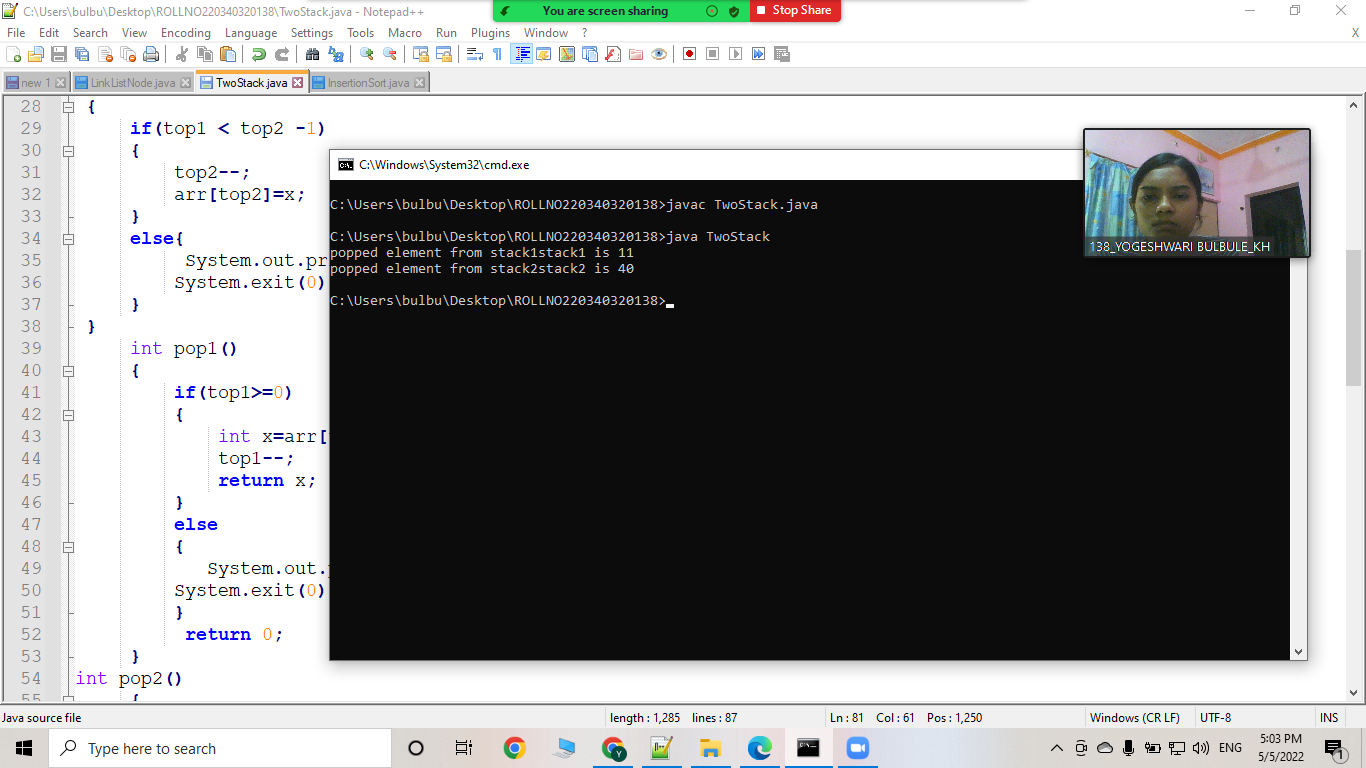 C:\Users\bulbu\Desktop\ROLLNO220340320138\TwoStack.java - Notepad++
You are screen sharing
Stop Share
File Edit Search View Encoding Language Settings Tools Macro Run Plugins Window ? X
new 1 LinkListNode.java TwoStack.java InsertionSort.java
28 {
29 if(top1 < top2 -1)
30 {
31 top2--;
32 arr[top2]=x;
33 }
34 else{
35 System.out.pr
36 System.exit(0)
37 }
38 }
39 int pop1()
40 {
41 if(top1>=0)
42 {
43 int x=arr[
44 top1--;
45 return x;
46 }
47 else
48 {
49 System.out.
50 System.exit(0)
51 }
52 return 0;
53 }
54 int pop2()
55 {
C:\Windows\System32\cmd.exe
C:\Users\bulbu\Desktop\ROLLNO220340320138>javac TwoStack.java
C:\Users\bulbu\Desktop\ROLLNO220340320138>java TwoStack
popped element from stack1stack1 is 11
popped element from stack2stack2 is 40
C:\Users\bulbu\Desktop\ROLLNO220340320138>
138_YOGESHWARI BULBULE_KH
Java source file length : 1,285 lines : 87 Ln : 81 Col : 61 Pos : 1,250 Windows (CR LF) UTF-8 INS
Type here to search
Y
ENG
5:03 PM
5/5/2022
1